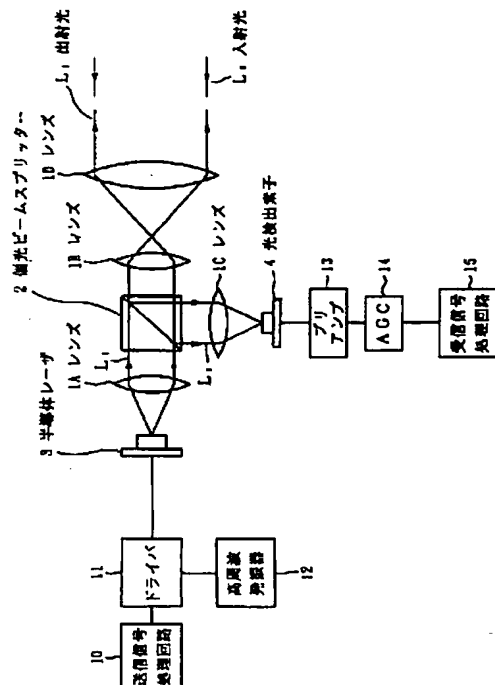 L₁ 出射光
L₂ 入射光
1D レンズ
2 偏光ビームスプリッター
1B レンズ
1C レンズ
4 光検出素子
L₁
L₂
1A レンズ
3 半導体レーザ
13
プリ
アンプ
14
AGC
15
受信信号
処理回路
11
ドライバ
高周波
発振器
12
10
送信信号
処理回路